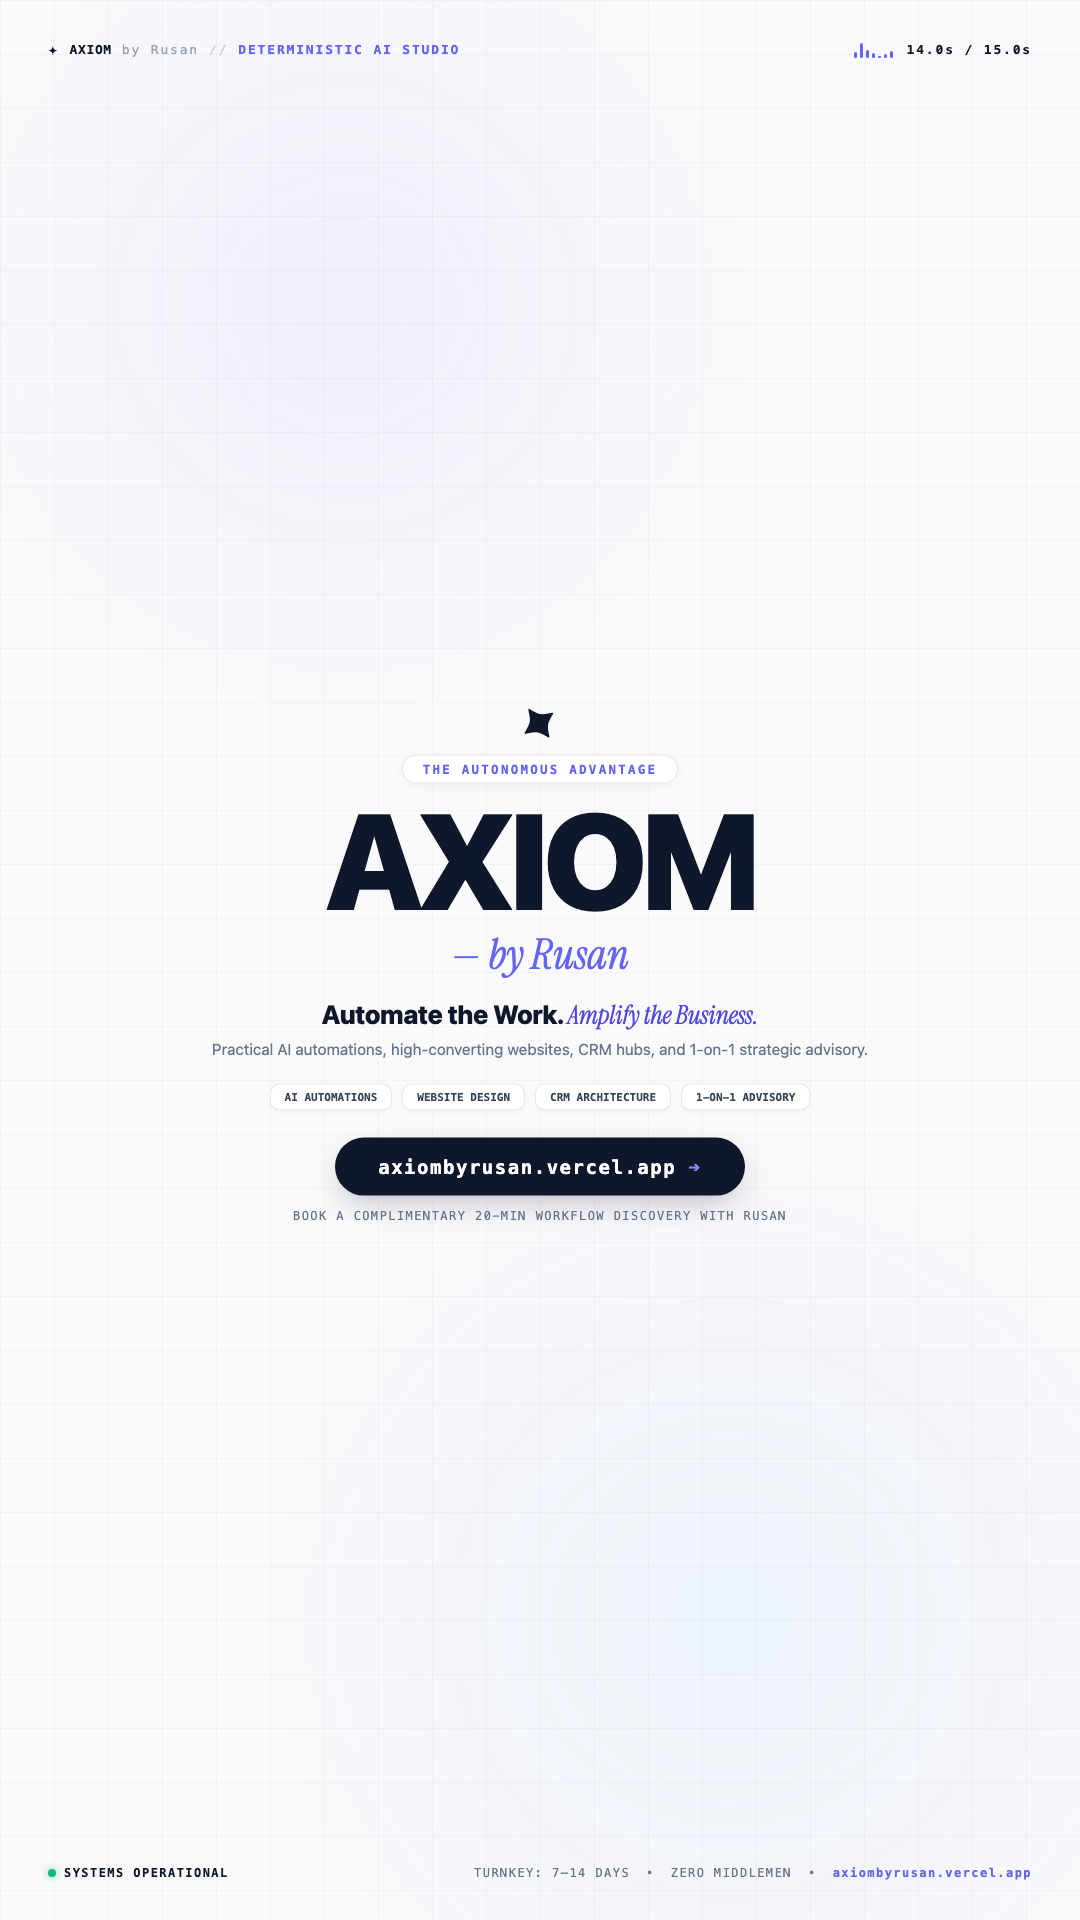 ✦ AXIOM by Rusan // DETERMINISTIC AI STUDIO
14.0s / 15.0s
THE AUTONOMOUS ADVANTAGE
AXIOM
— by Rusan
Automate the Work. Amplify the Business.
Practical AI automations, high-converting websites, CRM hubs, and 1-on-1 strategic advisory.
AI AUTOMATIONS WEBSITE DESIGN CRM ARCHITECTURE 1-ON-1 ADVISORY
axiombyrusan.vercel.app ➔
BOOK A COMPLIMENTARY 20-MIN WORKFLOW DISCOVERY WITH RUSAN
SYSTEMS OPERATIONAL
TURNKEY: 7–14 DAYS • ZERO MIDDLEMEN • axiombyrusan.vercel.app